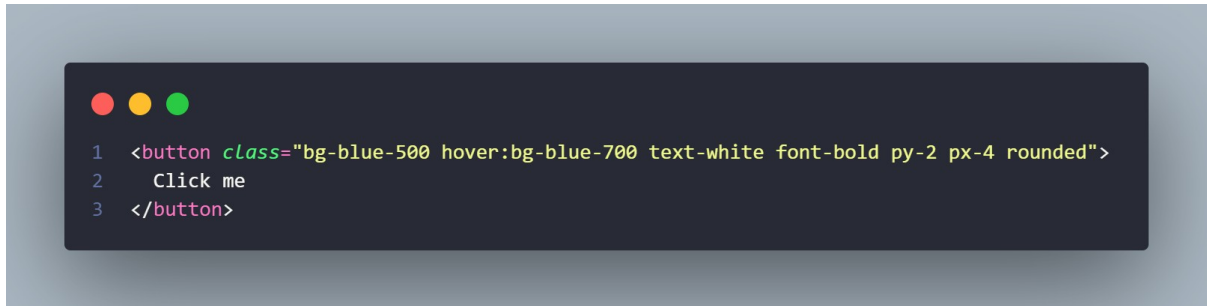 1 <button class="bg-blue-500 hover:bg-blue-700 text-white font-bold py-2 px-4 rounded">
2 Click me
3 </button>